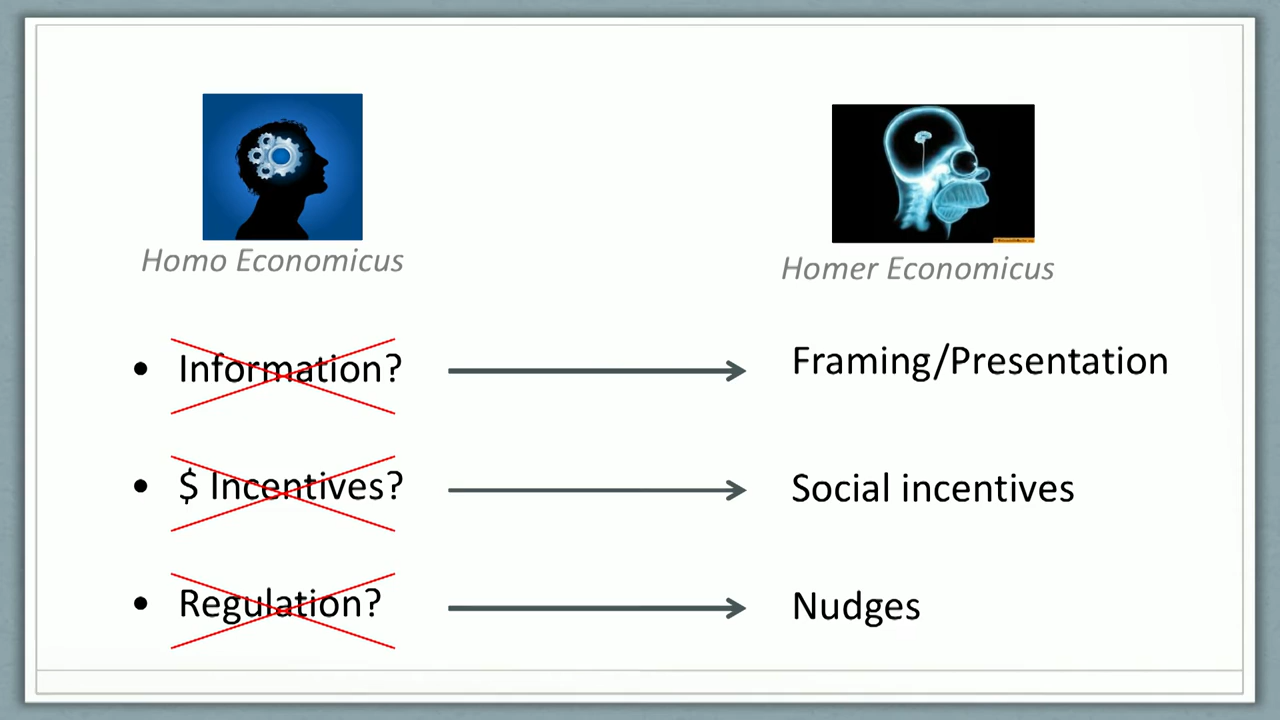 Homo Economicus
Homer Economicus
• Information?
Framing/Presentation
• $ Incentives?
Social incentives
• Regulation?
Nudges